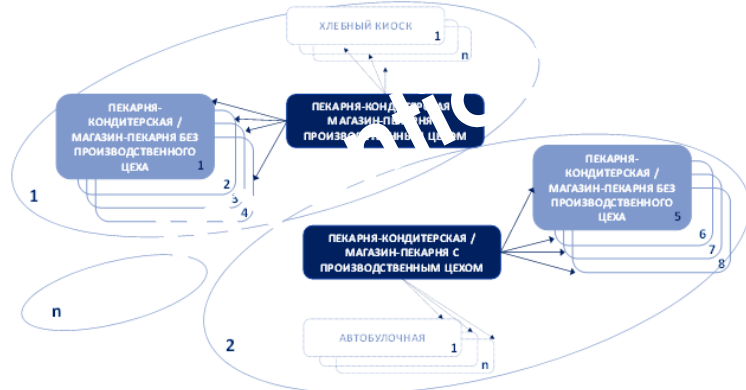 ХЛЕБНЫЙ КИОСК
1
n
ПЕКАРНЯ-
КОНДИТЕРСКАЯ /
МАГАЗИН-ПЕКАРНЯ БЕЗ
ПРОИЗВОДСТВЕННОГО
ЦЕХА
1
2
3
4
ПЕКАРНЯ-КОНДИТЕРСКАЯ
МАГАЗИН-ПЕКАРНЯ
ЦЕХОМ
1
ПЕКАРНЯ-
КОНДИТЕРСКАЯ /
МАГАЗИН-ПЕКАРНЯ БЕЗ
ПРОИЗВОДСТВЕННОГО
ЦЕХА
5
6
7
8
ПЕКАРНЯ-КОНДИТЕРСКАЯ /
МАГАЗИН-ПЕКАРНЯ С
ПРОИЗВОДСТВЕННЫМ ЦЕХОМ
n
2
АВТОБУЛОЧНАЯ
1
n